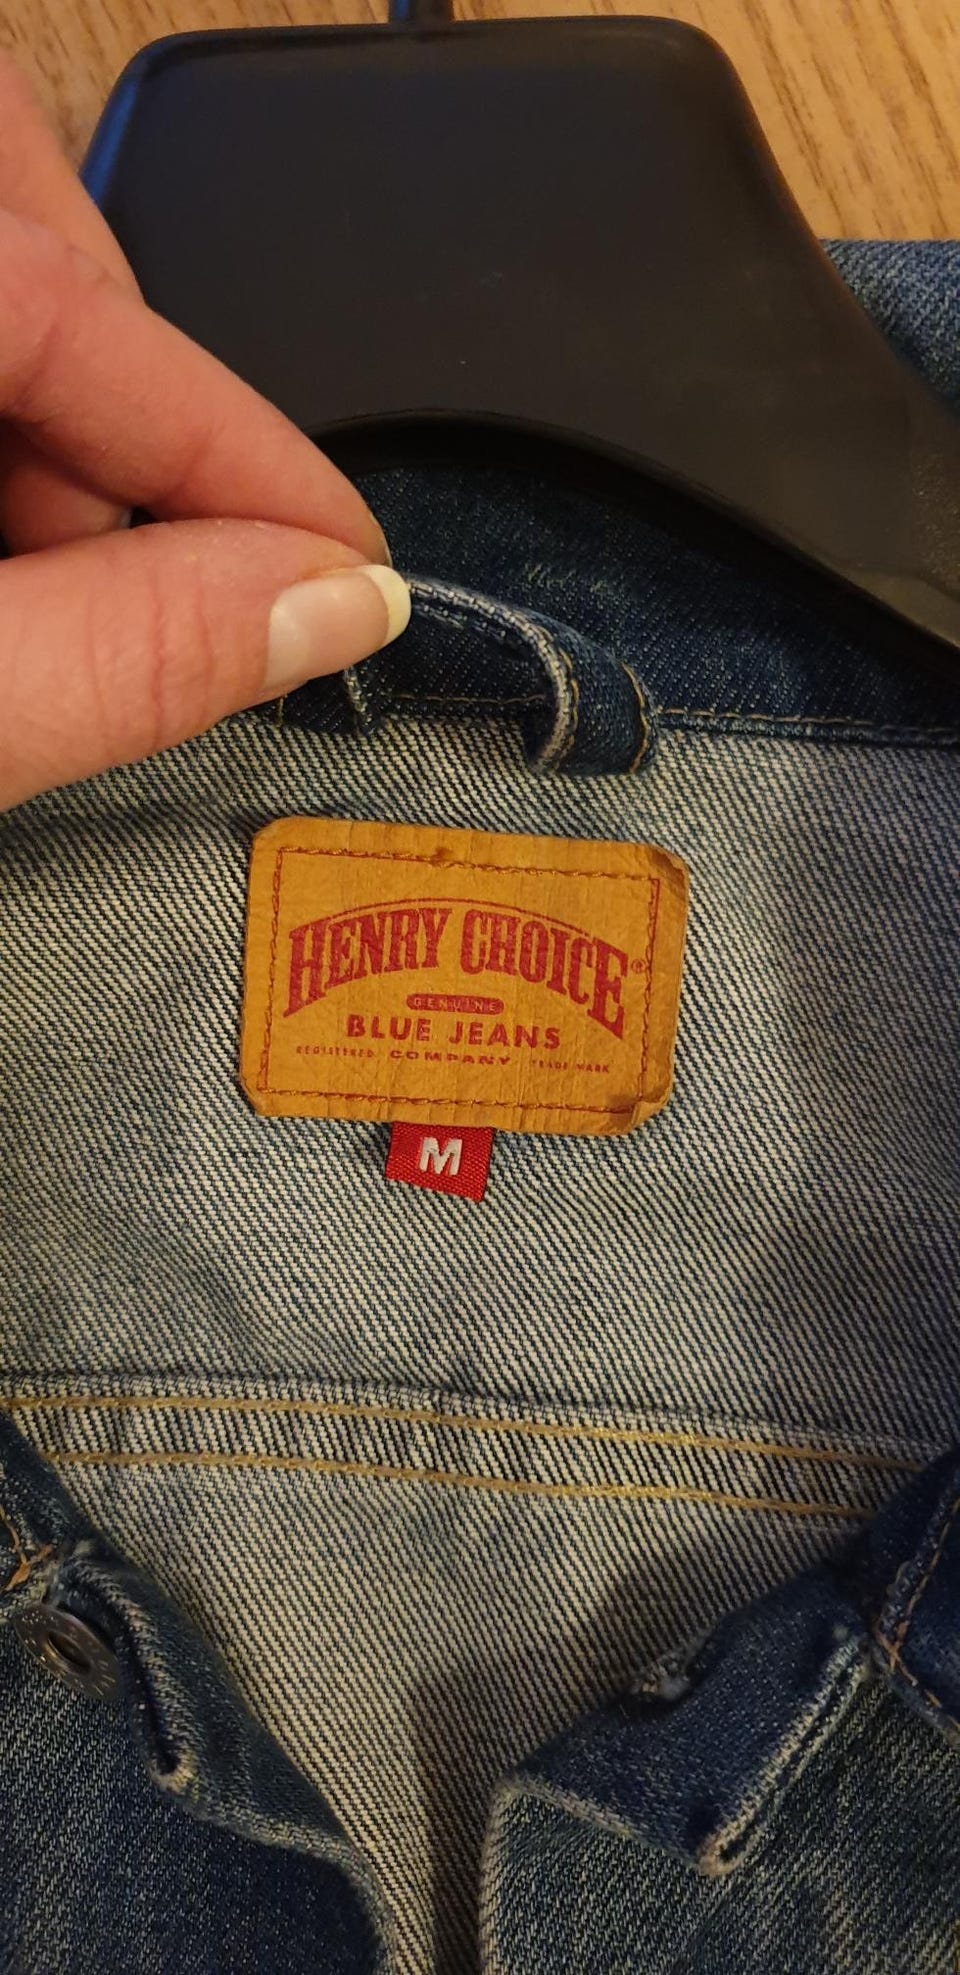 HENRY CHOICE®
GENUINE
BLUE JEANS
REGISTERED COMPANY TRADE MARK
M